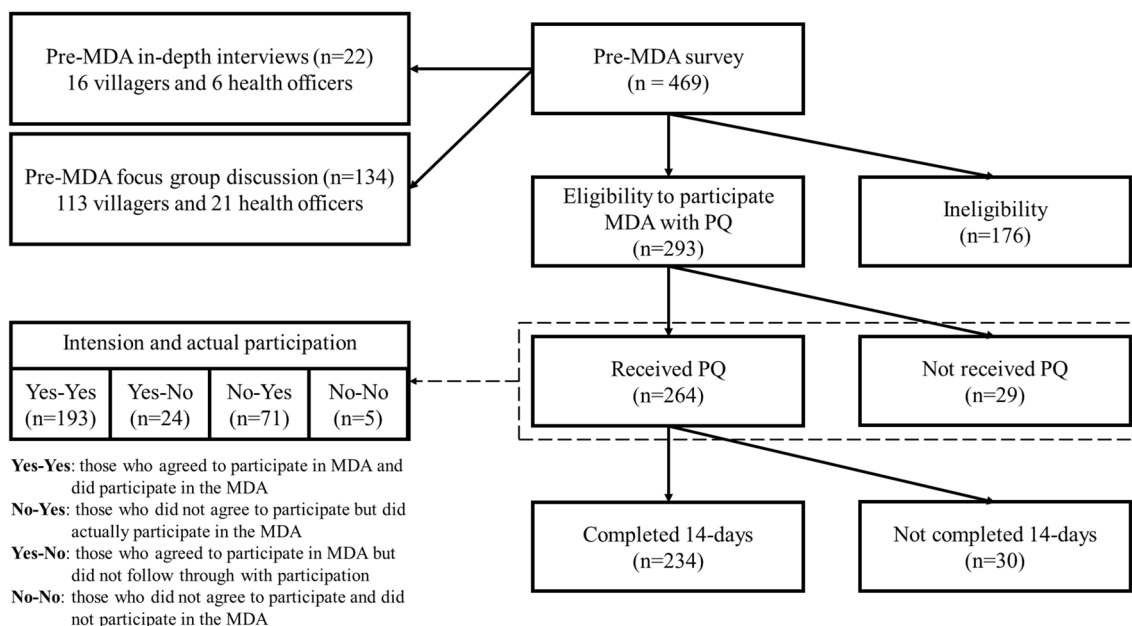 Pre-MDA in-depth interviews (n=22)
16 villagers and 6 health officers
Pre-MDA survey
(n = 469)
Pre-MDA focus group discussion (n=134)
113 villagers and 21 health officers
Eligibility to participate
MDA with PQ
(n=293)
Ineligibility
(n=176)
Intension and actual participation
Yes-Yes
(n=193)
Yes-No
(n=24)
No-Yes
(n=71)
No-No
(n=5)
Received PQ
(n=264)
Not received PQ
(n=29)
Yes-Yes: those who agreed to participate in MDA and
did participate in the MDA
No-Yes: those who did not agree to participate but did
actually participate in the MDA
Yes-No: those who agreed to participate in MDA but
did not follow through with participation
No-No: those who did not agree to participate and did
not participate in the MDA
Completed 14-days
(n=234)
Not completed 14-days
(n=30)